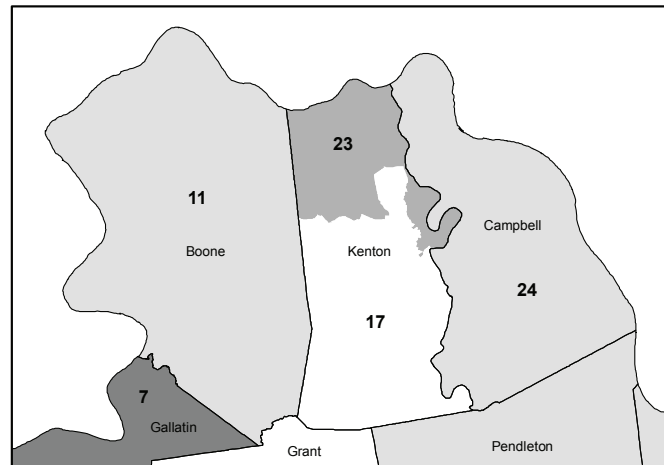 23
11
Campbell
Boone
Kenton
24
17
7
Gallatin
Grant
Pendleton